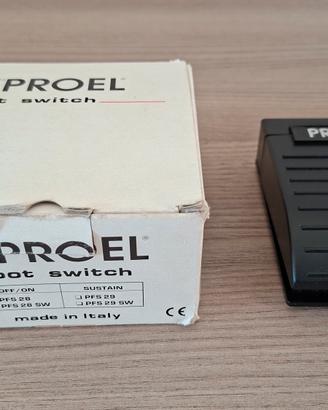 PROEL®
ot switch
PROEL®
oot switch
OFF/ON SUSTAIN
PFS 28 PFS 29
PFS 28 SW PFS 29 SW
made in Italy CE
PR